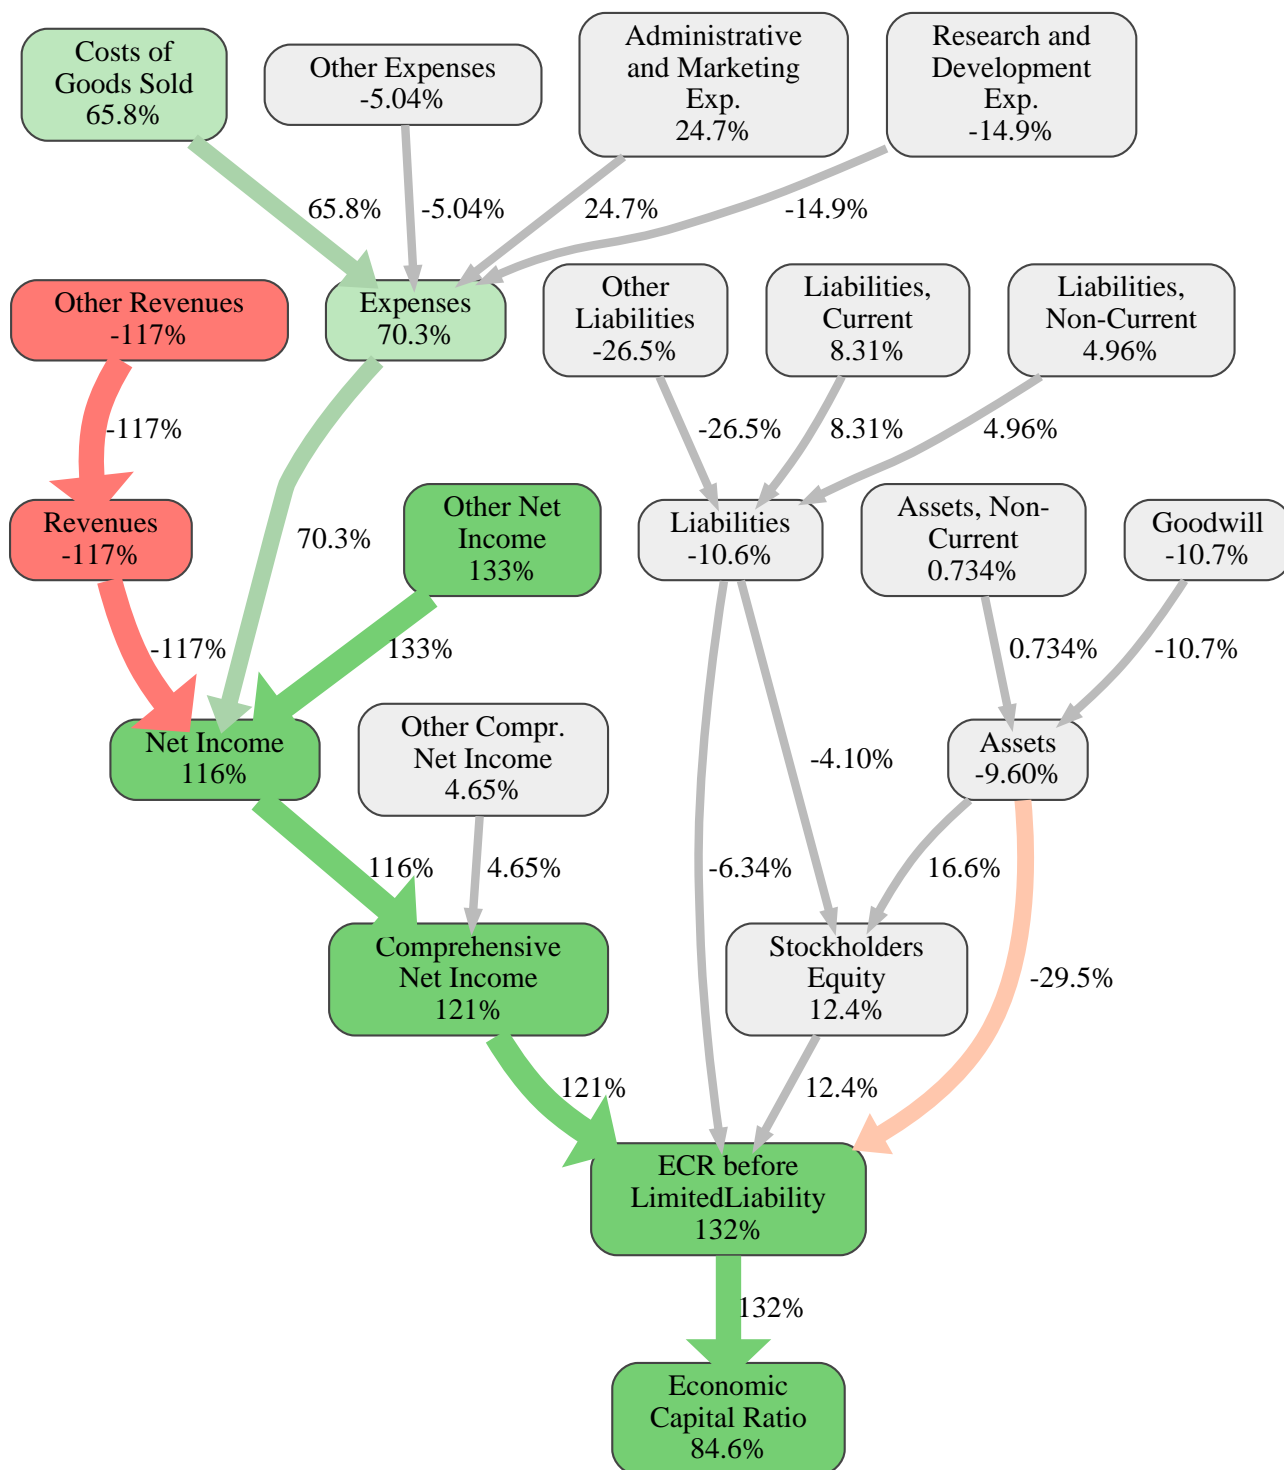 Costs of
Goods Sold
65.8%
Other Expenses
-5.04%
Administrative
and Marketing
Exp.
24.7%
Research and
Development
Exp.
-14.9%
65.8%
-5.04%
24.7%
-14.9%
Other Revenues
-117%
Expenses
70.3%
Other
Liabilities
-26.5%
Liabilities,
Current
8.31%
Liabilities,
Non-Current
4.96%
-117%
-26.5%
8.31%
4.96%
Revenues
-117%
70.3%
Other Net
Income
133%
Liabilities
-10.6%
Assets, Non-
Current
0.734%
Goodwill
-10.7%
-117%
133%
0.734%
-10.7%
Net Income
116%
Other Compr.
Net Income
4.65%
-4.10%
Assets
-9.60%
116%
4.65%
-6.34%
16.6%
Comprehensive
Net Income
121%
Stockholders
Equity
12.4%
-29.5%
121%
12.4%
ECR before
LimitedLiability
132%
132%
Economic
Capital Ratio
84.6%